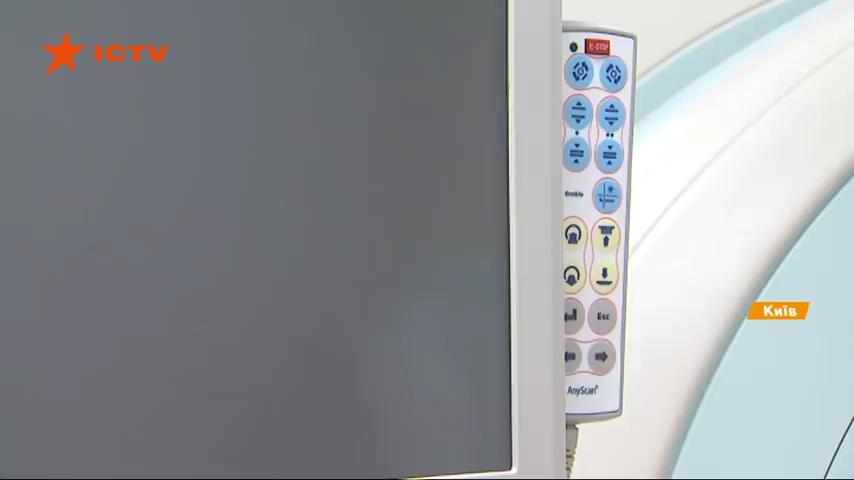 ICTV
E-STOP
Enable
Esc
AnyScan®
Київ